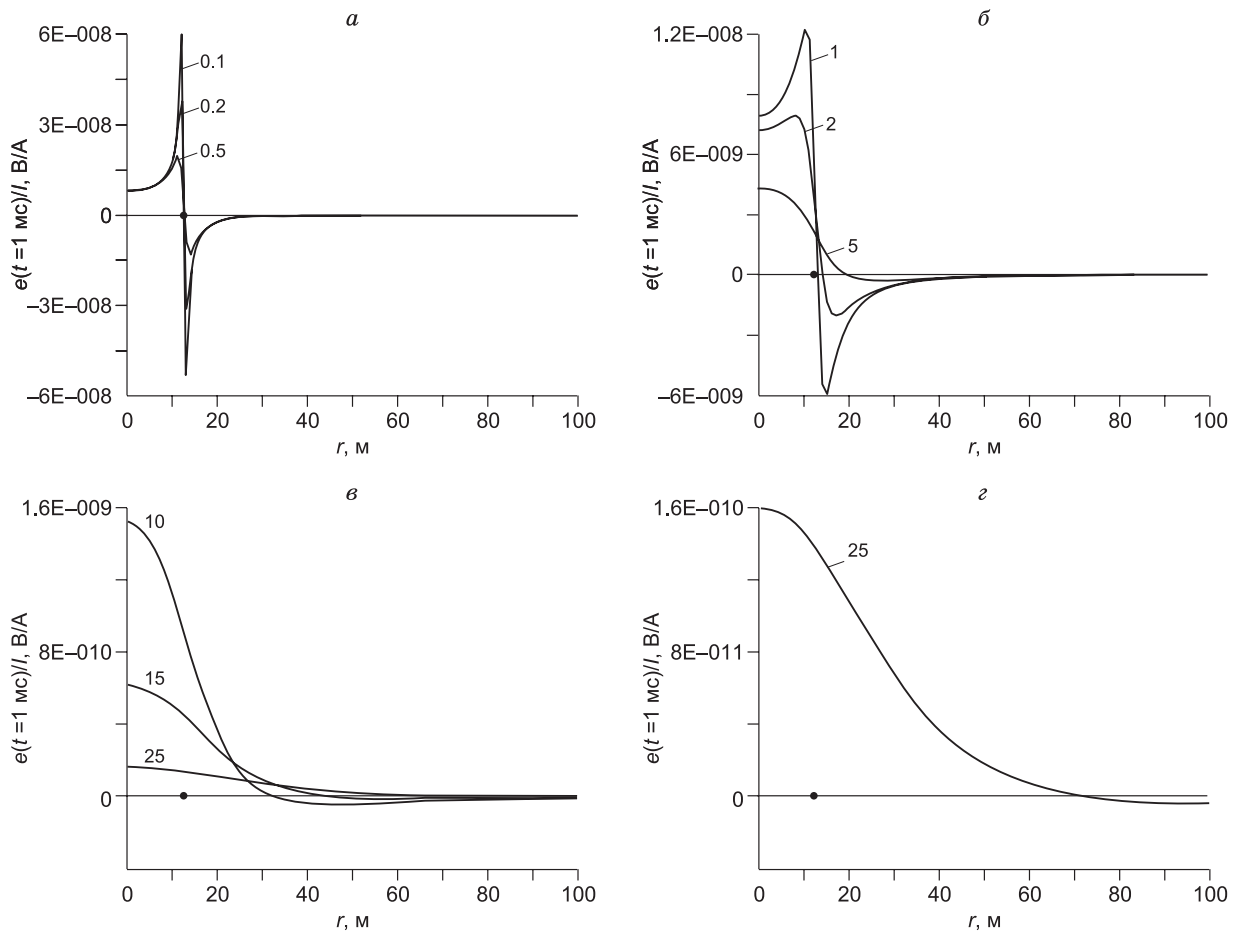 а
6E–008
3E–008
0
–3E–008
–6E–008
e(t =1 мс)/I, В/А
0.1
0.2
0.5
0 20 40 60 80 100
r, м
б
1.2E–008
6E–009
0
–6E–009
e(t =1 мс)/I, В/А
1
2
5
0 20 40 60 80 100
r, м
в
1.6E–009
8E–010
0
e(t =1 мс)/I, В/А
10
15
25
0 20 40 60 80 100
r, м
г
1.6E–010
8E–011
0
e(t =1 мс)/I, В/А
25
0 20 40 60 80 100
r, м